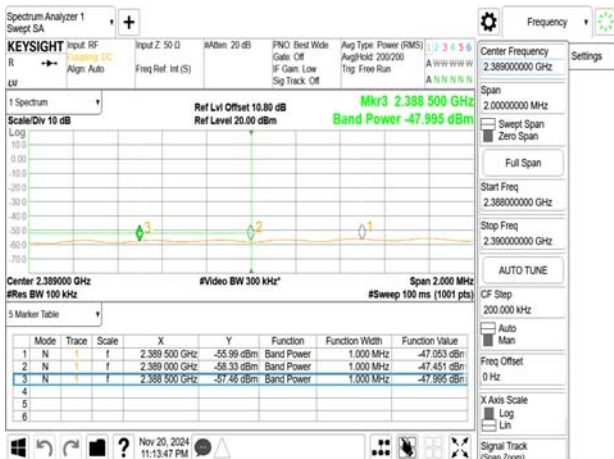 Spectrum Analyzer 1
Swept SA
Frequency
KEYSIGHT
Input: RF
Coupling: DC
Align: Auto
Input Z: 50 Ω
Freq Ref: Int (S)
#Atten: 20 dB
PNO: Best Wide
Gate: Off
IF Gain: Low
Sig Track: Off
Avg Type: Power (RMS)
Avg|Hold: 200/200
Trig: Free Run
1 2 3 4 5 6
A W W W W W
A N N N N N
R
1 Spectrum
Scale/Div 10 dB
Ref Lvl Offset 10.80 dB
Ref Level 20.00 dBm
Mkr3 2.388 500 GHz
Band Power -47.995 dBm
Log
10.0
0.00
-10.0
-20.0
-30.0
-40.0
-50.0
-60.0
-70.0
3
2
1
Center 2.389000 GHz
#Video BW 300 kHz*
Span 2.000 MHz
#Res BW 100 kHz
#Sweep 100 ms (1001 pts)
5 Marker Table
Mode Trace Scale X Y Function Function Width Function Value
1 N 1 f 2.389 500 GHz -55.99 dBm Band Power 1.000 MHz -47.053 dBm
2 N 1 f 2.389 000 GHz -58.33 dBm Band Power 1.000 MHz -47.451 dBm
3 N 1 f 2.388 500 GHz -57.46 dBm Band Power 1.000 MHz -47.995 dBm
4
5
6
Nov 20, 2024
11:13:47 PM
Center Frequency
2.389000000 GHz
Settings
Span
2.00000000 MHz
Swept Span
Zero Span
Full Span
Start Freq
2.388000000 GHz
Stop Freq
2.390000000 GHz
AUTO TUNE
CF Step
200.000 kHz
Auto
Man
Freq Offset
0 Hz
X Axis Scale
Log
Lin
Signal Track
(Span Zoom)